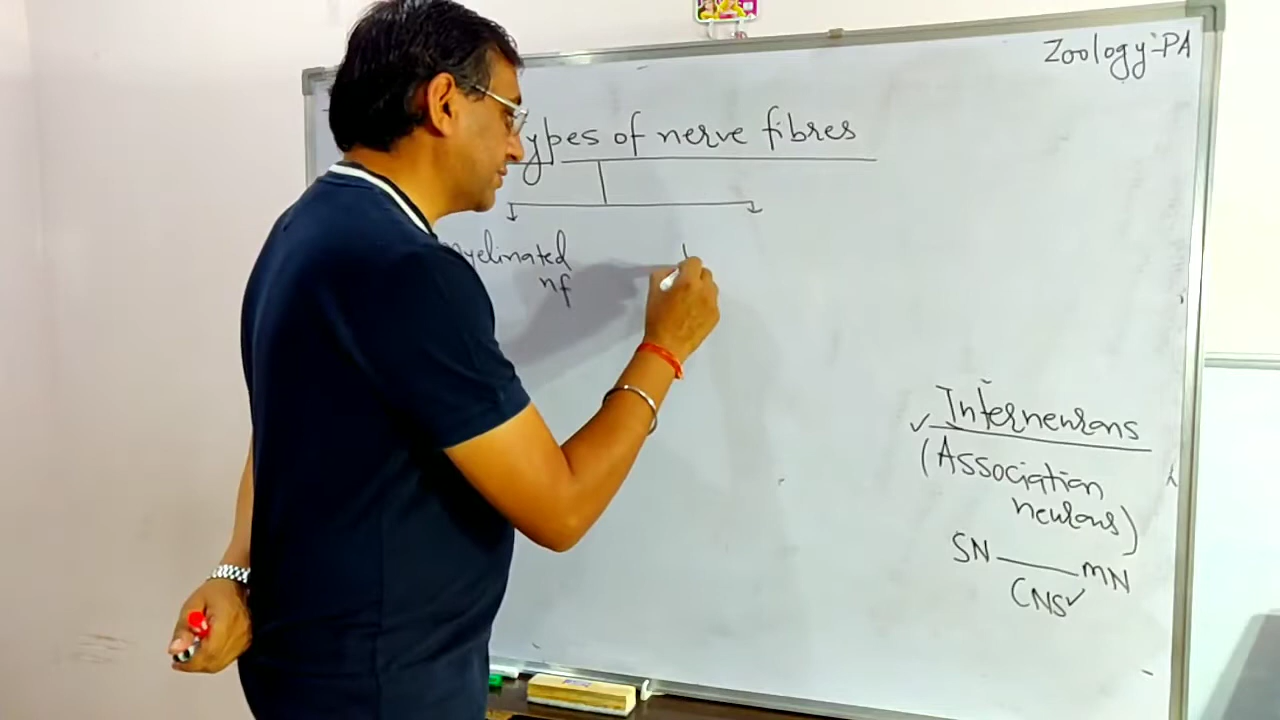 Zoology-PA
ypes of nerve fibres
yelinated
nf
Interneurons
(Association
neurons)
SN — MN
CNS✓